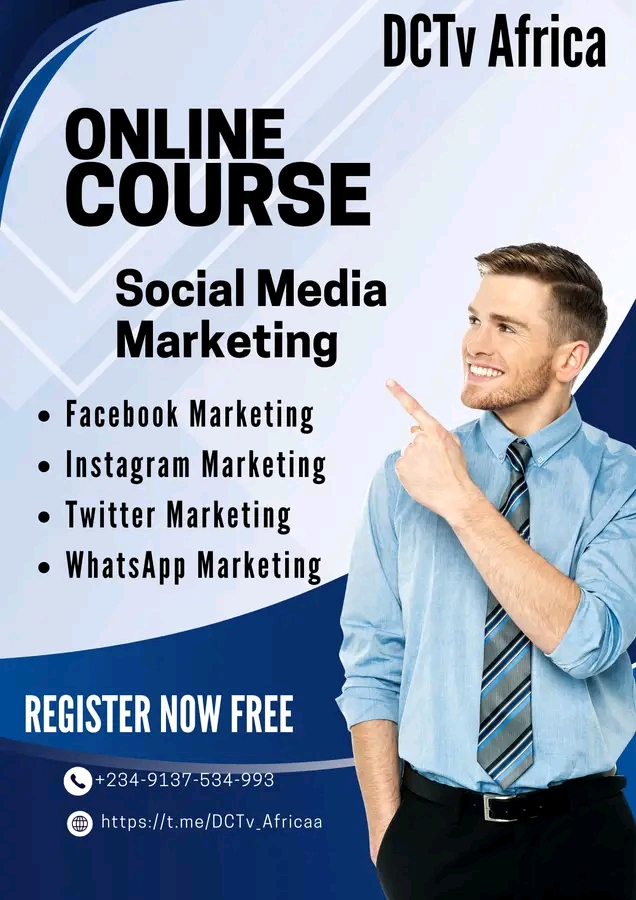 DCTv Africa
ONLINE
COURSE
Social Media
Marketing
• Facebook Marketing
• Instagram Marketing
• Twitter Marketing
• WhatsApp Marketing
REGISTER NOW FREE
+234-9137-534-993
https://t.me/DCTv_Africaa